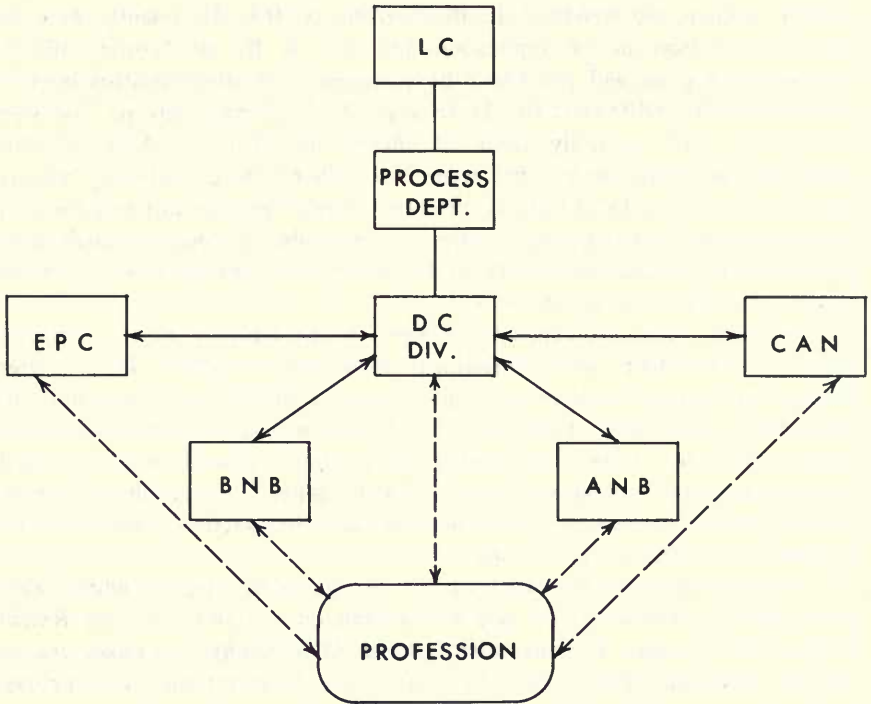 L C
PROCESS
DEPT.
E P C
D C
DIV.
C A N
B N B
A N B
PROFESSION